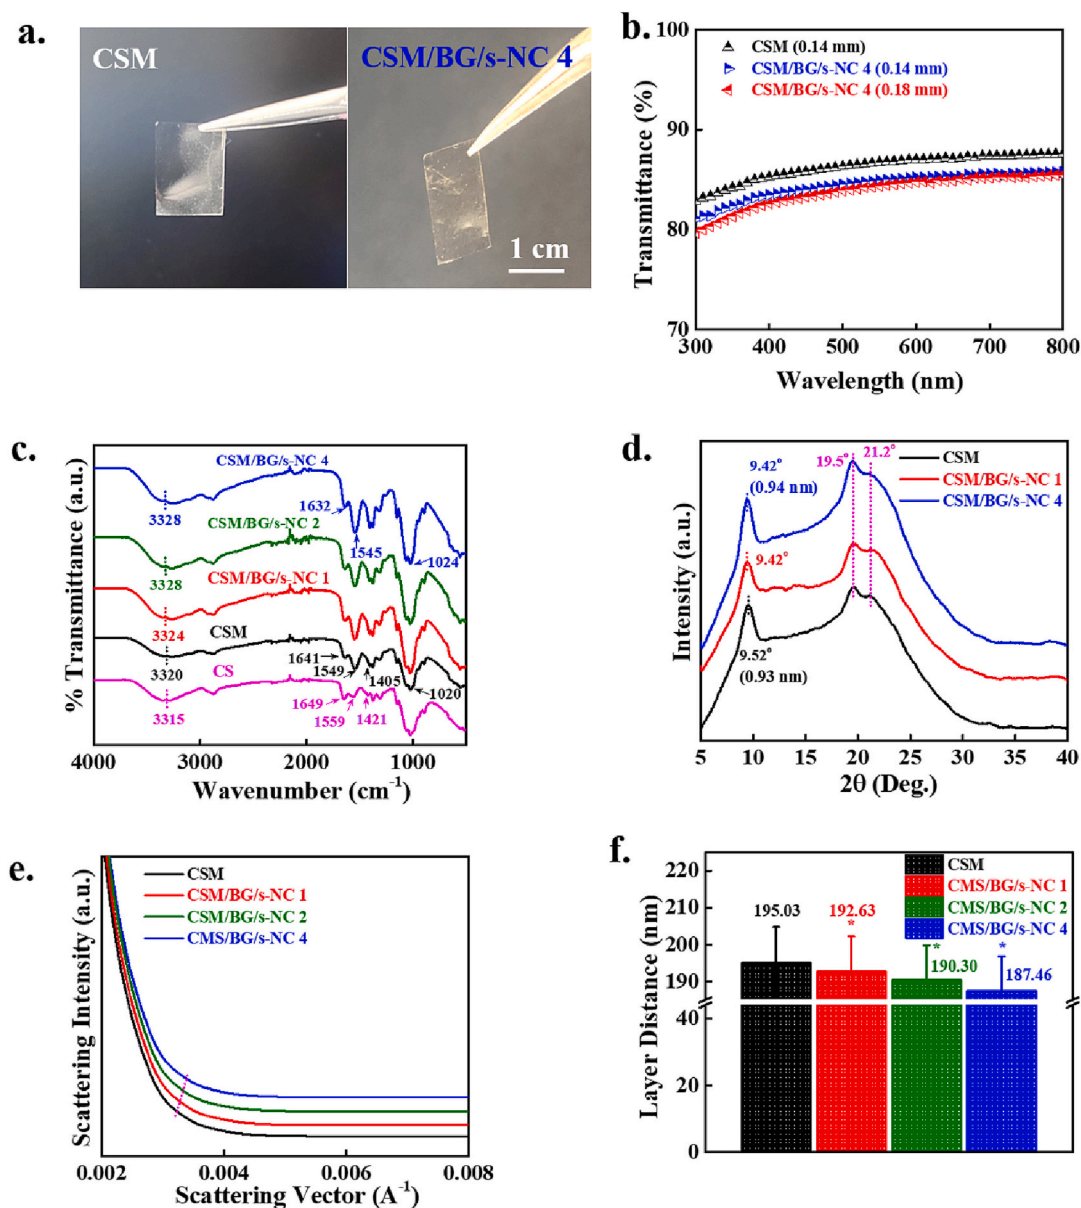 a.
CSM
CSM/BG/s-NC 4
1 cm
b.
CSM (0.14 mm)
CSM/BG/s-NC 4 (0.14 mm)
CSM/BG/s-NC 4 (0.18 mm)
Transmittance (%)
100
90
80
70
300 400 500 600 700 800
Wavelength (nm)
c.
CSM/BG/s-NC 4
3328
1632
1545
1024
CSM/BG/s-NC 2
3328
CSM/BG/s-NC 1
3324
CSM
3320
1641
1549
1405
1020
CS
3315
1649
1559
1421
% Transmittance (a.u.)
4000 3000 2000 1000
Wavenumber (cm⁻¹)
d.
9.42°
(0.94 nm)
19.5°
21.2°
CSM
CSM/BG/s-NC 1
CSM/BG/s-NC 4
9.42°
9.52°
(0.93 nm)
Intensity (a.u.)
5 10 15 20 25 30 35 40
2θ (Deg.)
e.
CSM
CSM/BG/s-NC 1
CSM/BG/s-NC 2
CMS/BG/s-NC 4
Scattering Intensity (a.u.)
0.002 0.004 0.006 0.008
Scattering Vector (A⁻¹)
f.
CSM
CMS/BG/s-NC 1
CMS/BG/s-NC 2
CMS/BG/s-NC 4
195.03
192.63
*
*
190.30
*
187.46
Layer Distance (nm)
220
210
200
190
40
20
0